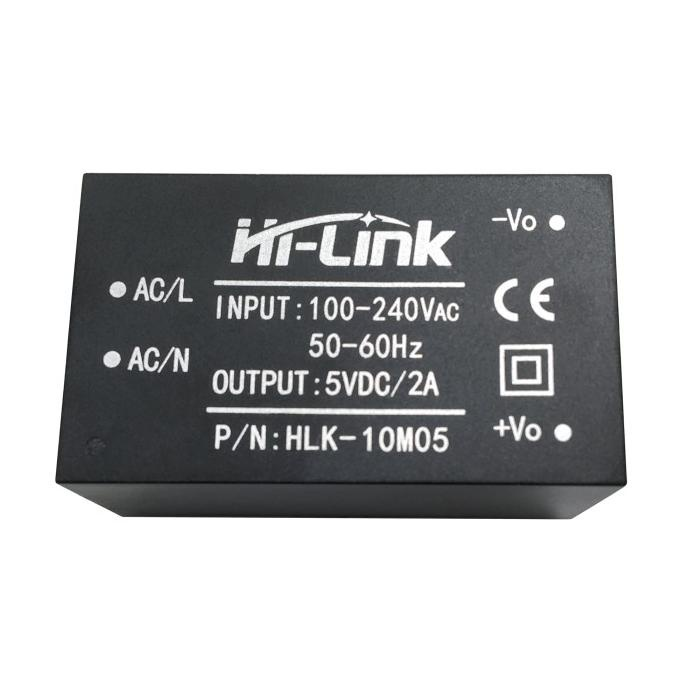 Hi-Link
-Vo
AC/L
INPUT:100-240VAC
CE
AC/N
50-60Hz
OUTPUT:5VDC/2A
+Vo
P/N:HLK-10M05